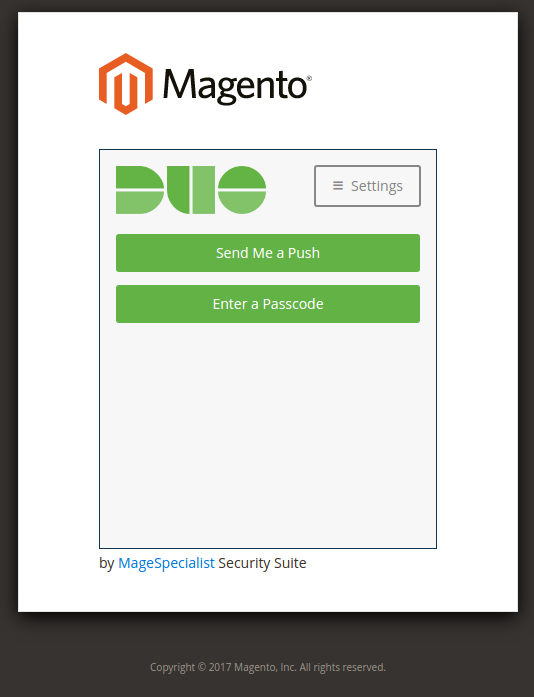 Magento®
DUO
≡ Settings
Send Me a Push
Enter a Passcode
by MageSpecialist Security Suite
Copyright © 2017 Magento, Inc. All rights reserved.